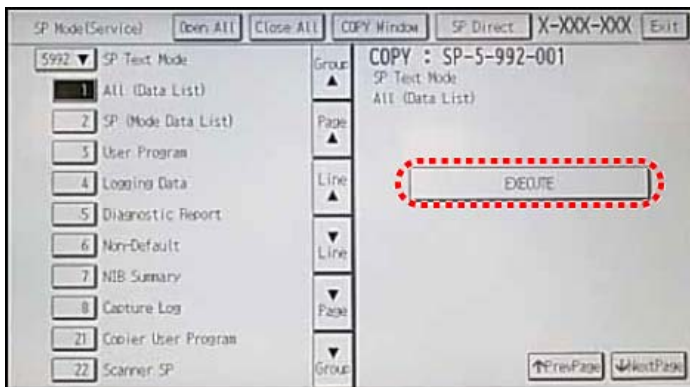 SP Mode(Service) Open All Close All COPY Window SP Direct X-XXX-XXX Exit
5992 ▼ SP Text Mode
1 All (Data List)
2 SP (Mode Data List)
3 User Program
4 Logging Data
5 Diagnostic Report
6 Non-Default
7 NIB Summary
8 Capture Log
21 Copier User Program
22 Scanner SP
Group ▲
Page ▲
Line ▲
▼ Line
▼ Page
▼ Group
COPY : SP-5-992-001
SP Text Mode
All (Data List)
EXECUTE
↑PrevPage ↓NextPage